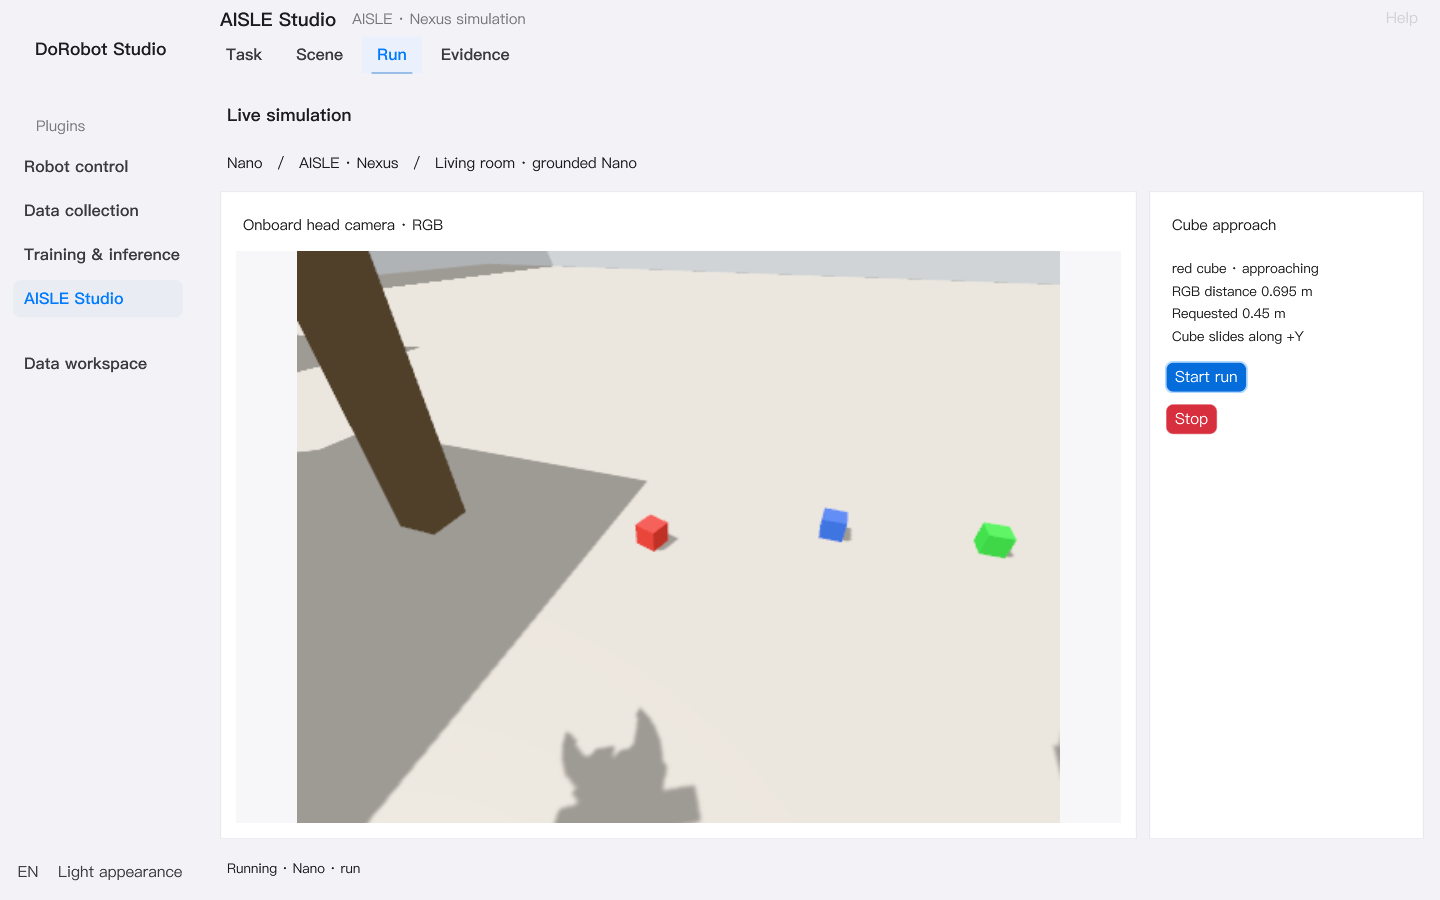 DoRobot Studio
Plugins
Robot control
Data collection
Training & inference
AISLE Studio
Data workspace
EN Light appearance
AISLE Studio AISLE · Nexus simulation
Help
Task Scene Run Evidence
Live simulation
Nano / AISLE · Nexus / Living room · grounded Nano
Onboard head camera · RGB
Cube approach
red cube · approaching
RGB distance 0.695 m
Requested 0.45 m
Cube slides along +Y
Start run
Stop
Running · Nano · run